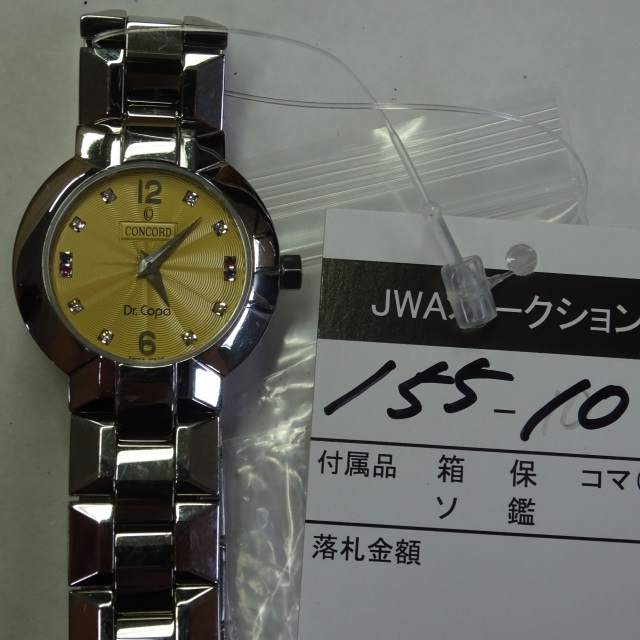 12
CONCORD
Dr. Copa
6
JWAオークション
155-10
付属品 箱 保 コマ(
ソ 鑑
落札金額